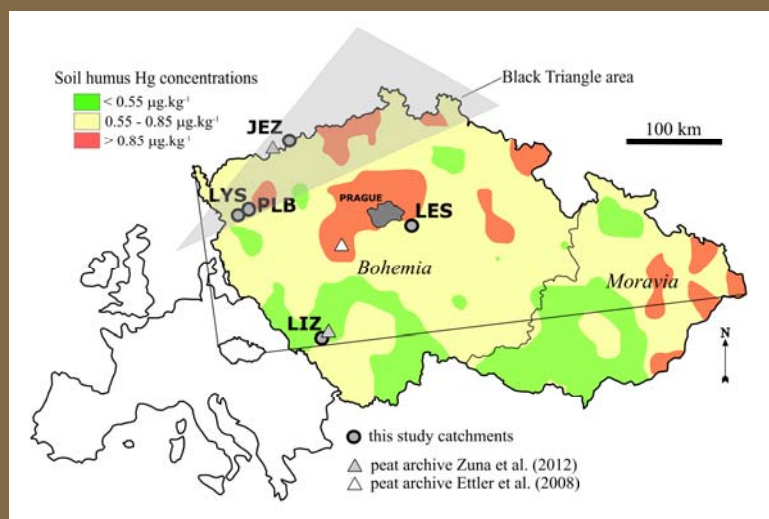 Soil humus Hg concentrations
< 0.55 µg.kg⁻¹
0.55 - 0.85 µg.kg⁻¹
> 0.85 µg.kg⁻¹
Black Triangle area
100 km
JEZ
LYS
PLB
PRAGUE
LES
Bohemia
Moravia
LIZ
N
this study catchments
peat archive Zuna et al. (2012)
peat archive Ettler et al. (2008)